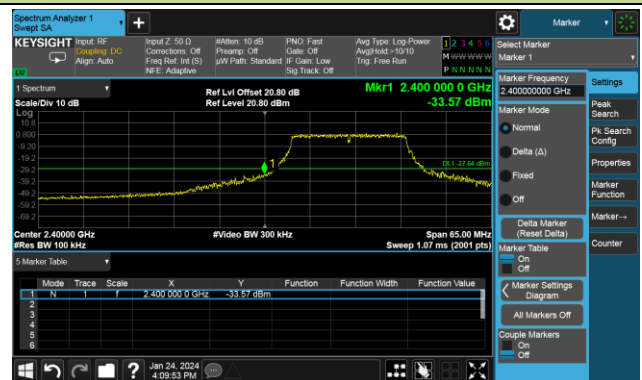 Spectrum Analyzer 1
Swept SA
Marker
KEYSIGHT
Input: RF
Coupling: DC
Align: Auto
Input Z: 50 Ω
Corrections: Off
Freq Ref: Int (S)
NFE: Adaptive
#Atten: 10 dB
Preamp: Off
µW Path: Standard
PNO: Fast
Gate: Off
IF Gain: Low
Sig Track: Off
Avg Type: Log-Power
Avg|Hold:>10/10
Trig: Free Run
1 2 3 4 5 6
M W W W W W
P N N N N N
LW
Select Marker
Marker 1
1 Spectrum
Scale/Div 10 dB
Ref Lvl Offset 20.80 dB
Ref Level 20.80 dBm
Mkr1 2.400 000 0 GHz
-33.57 dBm
Log
10.8
0.800
-9.20
-19.2
-29.2
-39.2
-49.2
-59.2
-69.2
1
DL1 -27.64 dBm
Center 2.40000 GHz
#Res BW 100 kHz
#Video BW 300 kHz
Span 65.00 MHz
Sweep 1.07 ms (2001 pts)
5 Marker Table
Mode Trace Scale X Y Function Function Width Function Value
1 N 1 f 2.400 000 0 GHz -33.57 dBm
2
3
4
5
6
Marker Frequency
2.400000000 GHz
Marker Mode
Normal
Delta (Δ)
Fixed
Off
Delta Marker
(Reset Delta)
Marker Table
On
Off
Marker Settings
Diagram
All Markers Off
Couple Markers
On
Off
Settings
Peak
Search
Pk Search
Config
Properties
Marker
Function
Marker→
Counter
Jan 24, 2024
4:09:53 PM